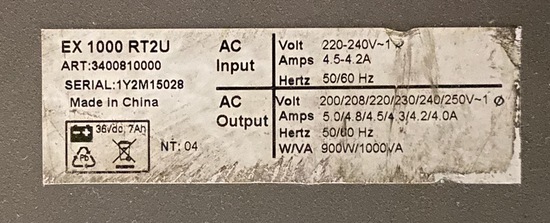 EX 1000 RT2U
ART:3400810000
SERIAL:1Y2M15028
Made in China
36vdc, 7Ah
Pb
NT: 04
AC Input
Volt 220-240V~1Ø
Amps 4.5-4.2A
Hertz 50/60 Hz
AC Output
Volt 200/208/220/230/240/250V~1 Ø
Amps 5.0/4.8/4.5/4.3/4.2/4.0A
Hertz 50/60 Hz
W/VA 900W/1000VA